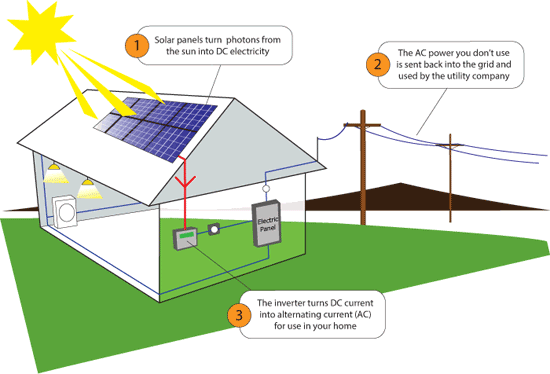 1
Solar panels turn photons from
the sun into DC electricity
2
The AC power you don't use
is sent back into the grid and
used by the utility company
Electric
Panel
3
The inverter turns DC current
into alternating current (AC)
for use in your home